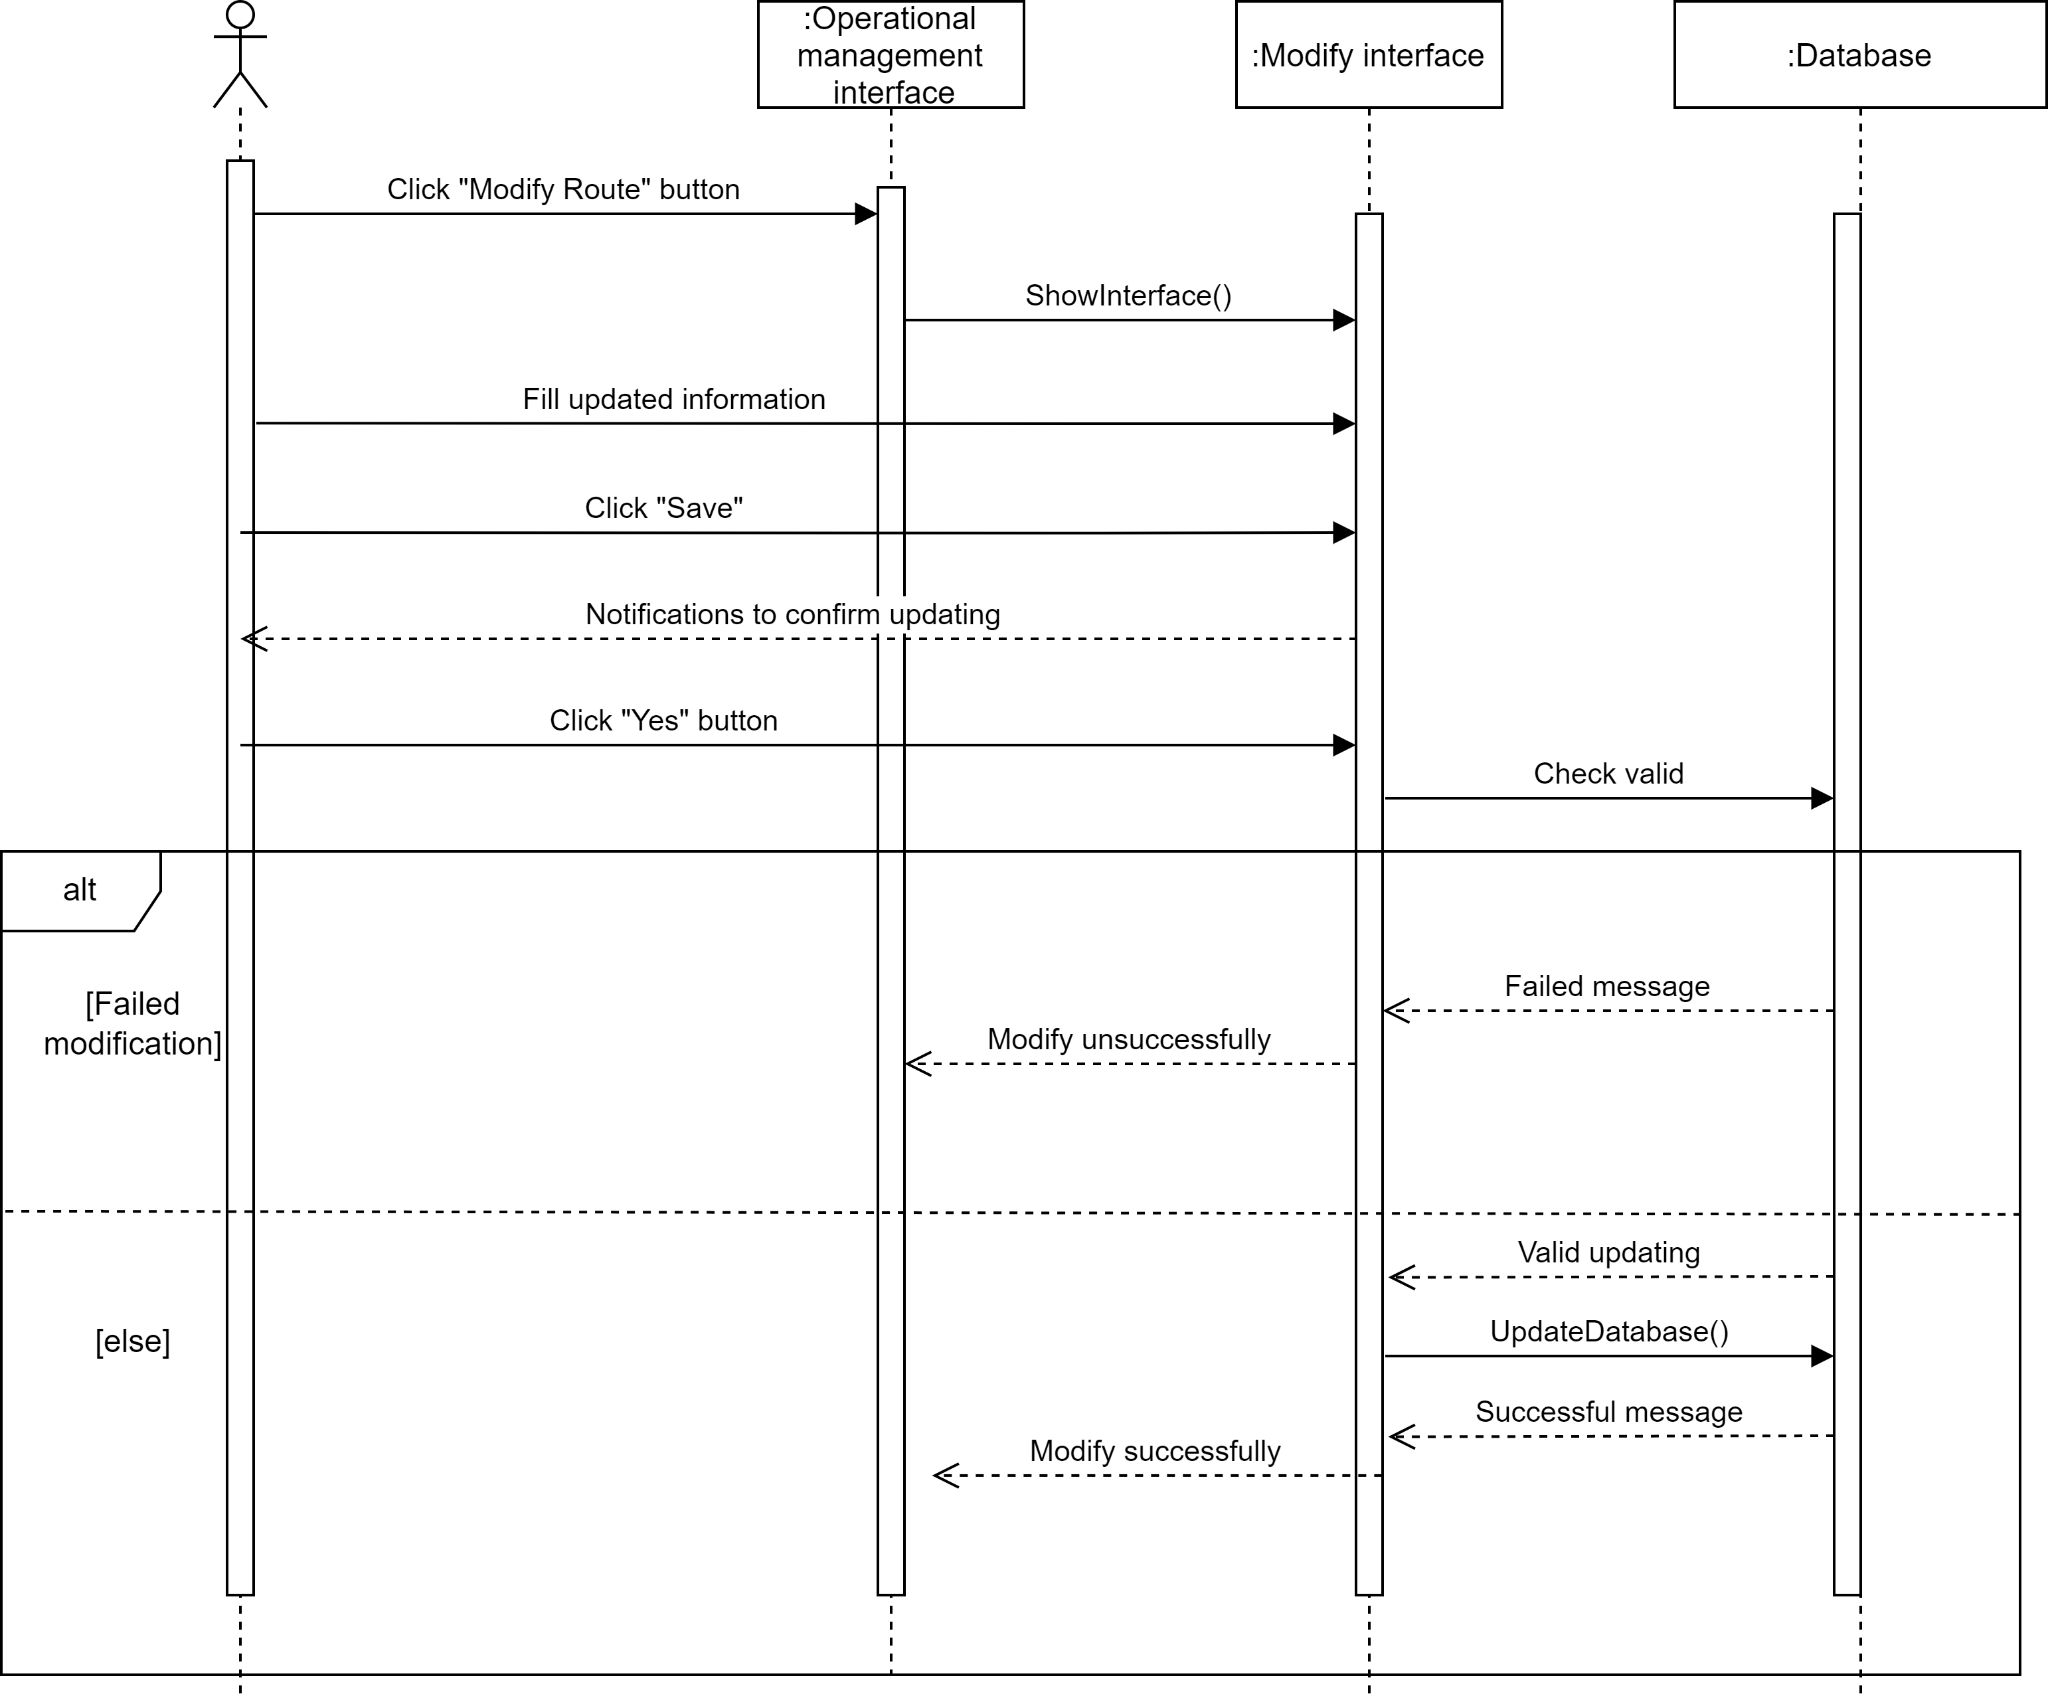 :Operational
management
interface
:Modify interface
:Database
Click "Modify Route" button
ShowInterface()
Fill updated information
Click "Save"
Notifications to confirm updating
Click "Yes" button
Check valid
alt
[Failed
modification]
Failed message
Modify unsuccessfully
Valid updating
[else]
UpdateDatabase()
Successful message
Modify successfully